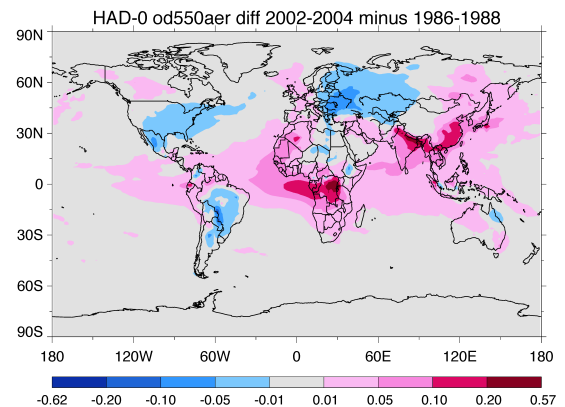 HAD-0 od550aer diff 2002-2004 minus 1986-1988
90N
60N
30N
0
30S
60S
90S
180 120W 60W 0 60E 120E 180
-0.62 -0.20 -0.10 -0.05 -0.01 0.01 0.05 0.10 0.20 0.57